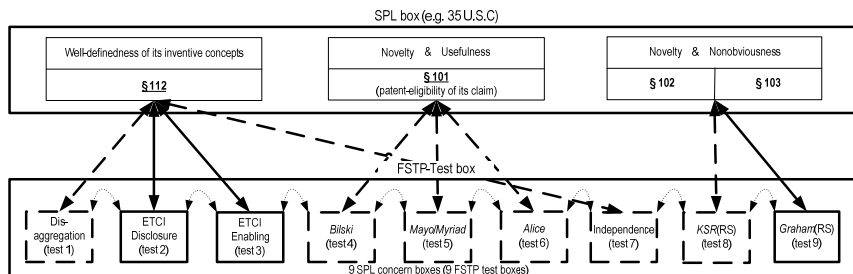 SPL box (e.g. 35 U.S.C)
Well-definedness of its inventive concepts
§ 112
Novelty & Usefulness
§ 101
(patent-eligibility of its claim)
Novelty & Nonobviousness
§ 102
§ 103
FSTP-Test box
Dis-
aggregation
(test 1)
ETCI
Disclosure
(test 2)
ETCI
Enabling
(test 3)
Bilski
(test 4)
Mayo/Myriad
(test 5)
Alice
(test 6)
Independence
(test 7)
KSR(RS)
(test 8)
Graham(RS)
(test 9)
9 SPL concern boxes (9 FSTP test boxes)